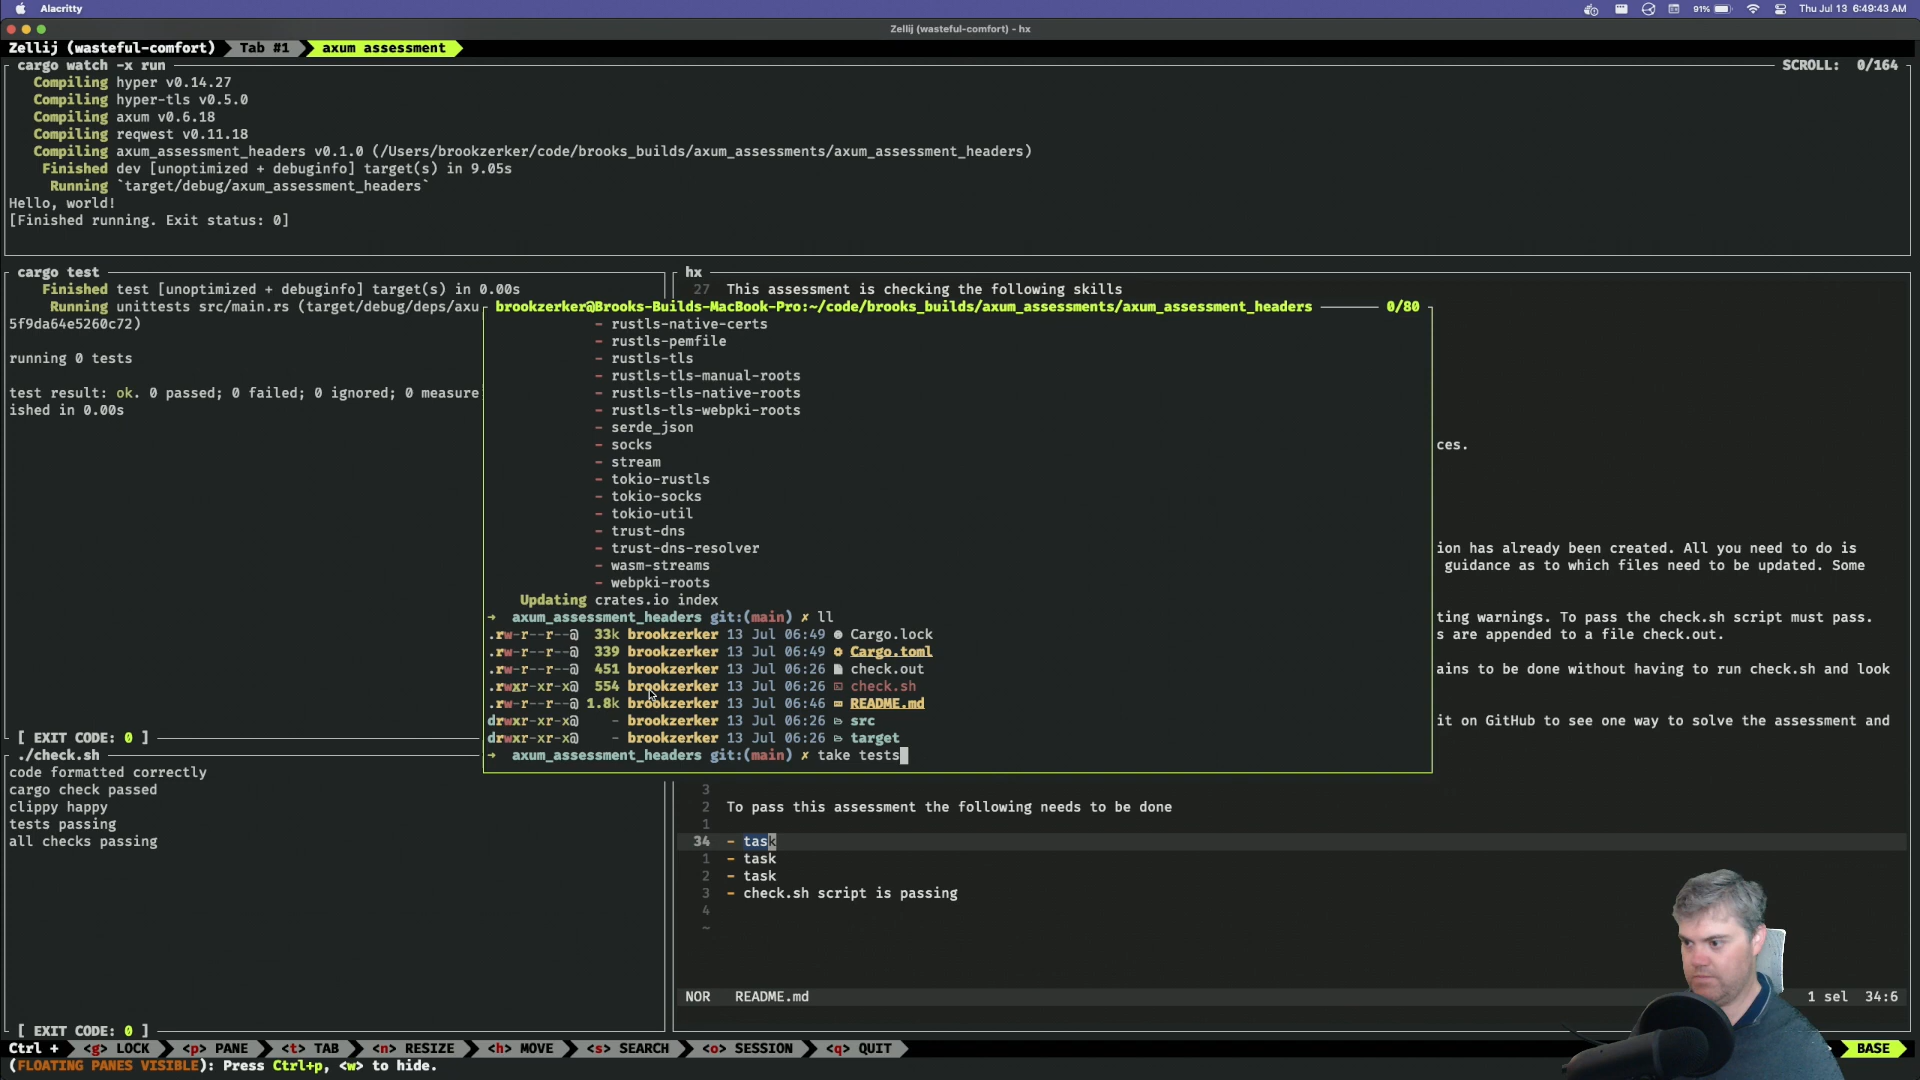 Alacritty
91%
Thu Jul 13 6:49:43 AM
Zellij (wasteful-comfort) - hx
Zellij (wasteful-comfort) Tab #1 axum assessment
cargo watch -x run
SCROLL: 0/164
Compiling hyper v0.14.27
Compiling hyper-tls v0.5.0
Compiling axum v0.6.18
Compiling reqwest v0.11.18
Compiling axum_assessment_headers v0.1.0 (/Users/brookzerker/code/brooks_builds/axum_assessments/axum_assessment_headers)
Finished dev [unoptimized + debuginfo] target(s) in 9.05s
Running `target/debug/axum_assessment_headers`
Hello, world!
[Finished running. Exit status: 0]
cargo test
Finished test [unoptimized + debuginfo] target(s) in 0.00s
Running unittests src/main.rs (target/debug/deps/axu
5f9da64e5260c72)
running 0 tests
test result: ok. 0 passed; 0 failed; 0 ignored; 0 measure
ished in 0.00s
[ EXIT CODE: 0 ]
./check.sh
code formatted correctly
cargo check passed
clippy happy
tests passing
all checks passing
[ EXIT CODE: 0 ]
hx
27 This assessment is checking the following skills
brookzerker@Brooks-Builds-MacBook-Pro:~/code/brooks_builds/axum_assessments/axum_assessment_headers
0/80
- rustls-native-certs
- rustls-pemfile
- rustls-tls
- rustls-tls-manual-roots
- rustls-tls-native-roots
- rustls-tls-webpki-roots
- serde_json
- socks
- stream
- tokio-rustls
- tokio-socks
- tokio-util
- trust-dns
- trust-dns-resolver
- wasm-streams
- webpki-roots
Updating crates.io index
→ axum_assessment_headers git:(main) ✗ ll
.rw-r--r--@ 33k brookzerker 13 Jul 06:49 Cargo.lock
.rw-r--r--@ 339 brookzerker 13 Jul 06:49 Cargo.toml
.rw-r--r--@ 451 brookzerker 13 Jul 06:26 check.out
.rwxr-xr-x@ 554 brookzerker 13 Jul 06:26 check.sh
.rw-r--r--@ 1.8k brookzerker 13 Jul 06:46 README.md
drwxr-xr-x@ - brookzerker 13 Jul 06:26 src
drwxr-xr-x@ - brookzerker 13 Jul 06:26 target
→ axum_assessment_headers git:(main) ✗ take tests
ces.
ion has already been created. All you need to do is
guidance as to which files need to be updated. Some
ting warnings. To pass the check.sh script must pass.
s are appended to a file check.out.
ains to be done without having to run check.sh and look
it on GitHub to see one way to solve the assessment and
3
2 To pass this assessment the following needs to be done
1
34 - task
1 - task
2 - task
3 - check.sh script is passing
4
~
NOR README.md
1 sel 34:6
Ctrl + <g> LOCK <p> PANE <t> TAB <n> RESIZE <h> MOVE <s> SEARCH <o> SESSION <q> QUIT
BASE
(FLOATING PANES VISIBLE): Press Ctrl+p, <w> to hide.